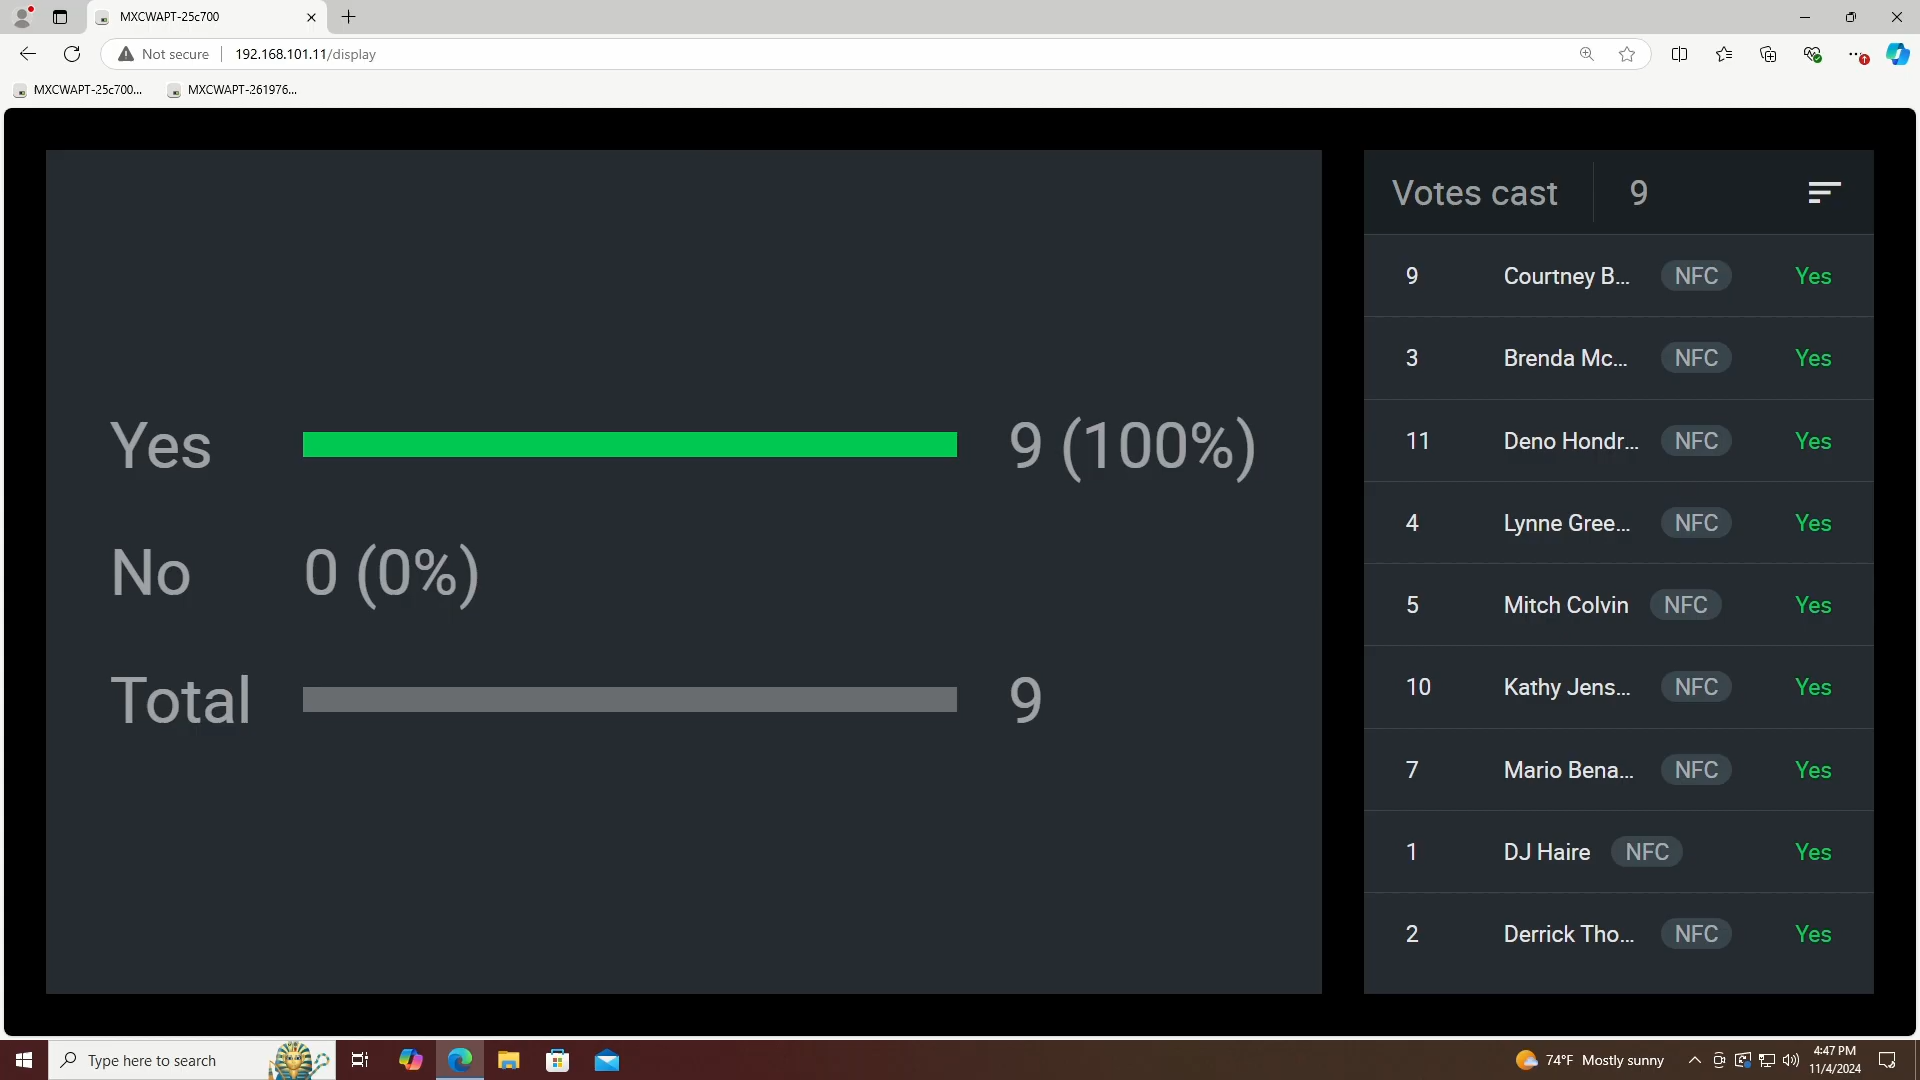 MXCWAPT-25c700
Not secure
192.168.101.11/display
MXCWAPT-25c700...
MXCWAPT-261976...
Votes cast 9
9 Courtney B... NFC Yes
3 Brenda Mc... NFC Yes
11 Deno Hondr... NFC Yes
4 Lynne Gree... NFC Yes
5 Mitch Colvin NFC Yes
10 Kathy Jens... NFC Yes
7 Mario Bena... NFC Yes
1 DJ Haire NFC Yes
2 Derrick Tho... NFC Yes
Yes 9 (100%)
No 0 (0%)
Total 9
Type here to search
74°F Mostly sunny
4:47 PM
11/4/2024